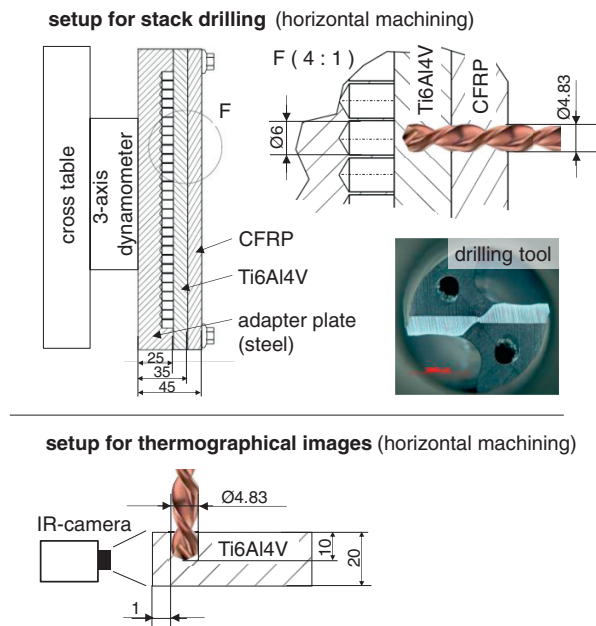 setup for stack drilling (horizontal machining)
F ( 4 : 1 )
Ti6Al4V
CFRP
Ø4.83
Ø6
F
cross table
3-axis
dynamometer
CFRP
Ti6Al4V
adapter plate
(steel)
25
35
45
drilling tool
setup for thermographical images (horizontal machining)
Ø4.83
IR-camera
Ti6Al4V
10
20
1